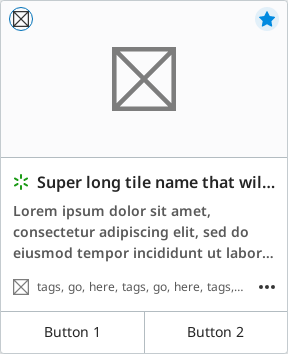 Super long tile name that wil...
Lorem ipsum dolor sit amet,
consectetur adipiscing elit, sed do
eiusmod tempor incididunt ut labor...
tags, go, here, tags, go, here, tags,...
Button 1
Button 2